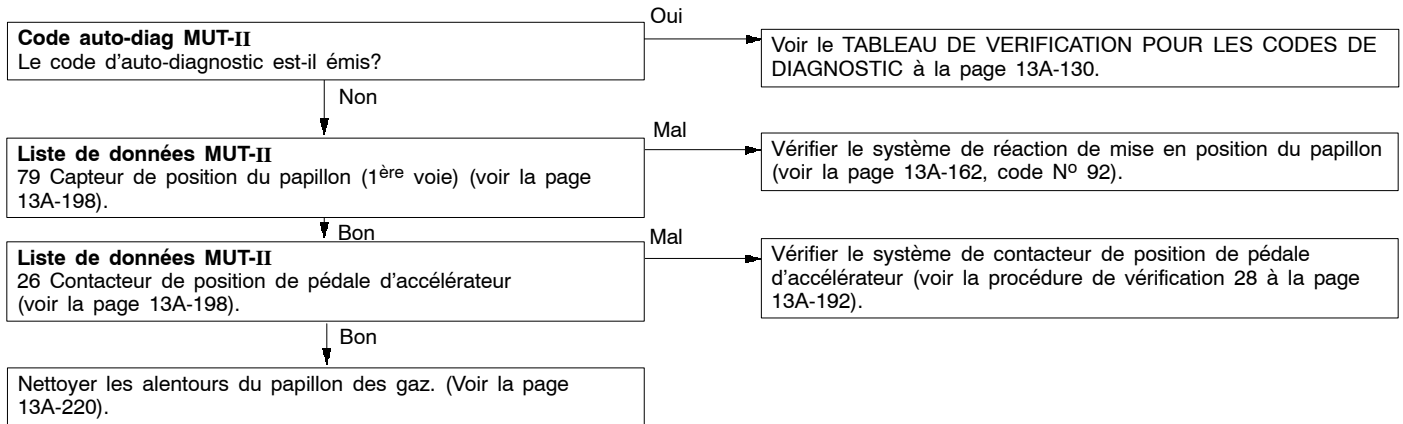 Code auto-diag MUT-II
Le code d'auto-diagnostic est-il émis?
Oui
Voir le TABLEAU DE VERIFICATION POUR LES CODES DE
DIAGNOSTIC à la page 13A-130.
Non
Liste de données MUT-II
79 Capteur de position du papillon (1ère voie) (voir la page
13A-198).
Mal
Vérifier le système de réaction de mise en position du papillon
(voir la page 13A-162, code Nº 92).
Bon
Liste de données MUT-II
26 Contacteur de position de pédale d'accélérateur
(voir la page 13A-198).
Mal
Vérifier le système de contacteur de position de pédale
d'accélérateur (voir la procédure de vérification 28 à la page
13A-192).
Bon
Nettoyer les alentours du papillon des gaz. (Voir la page
13A-220).